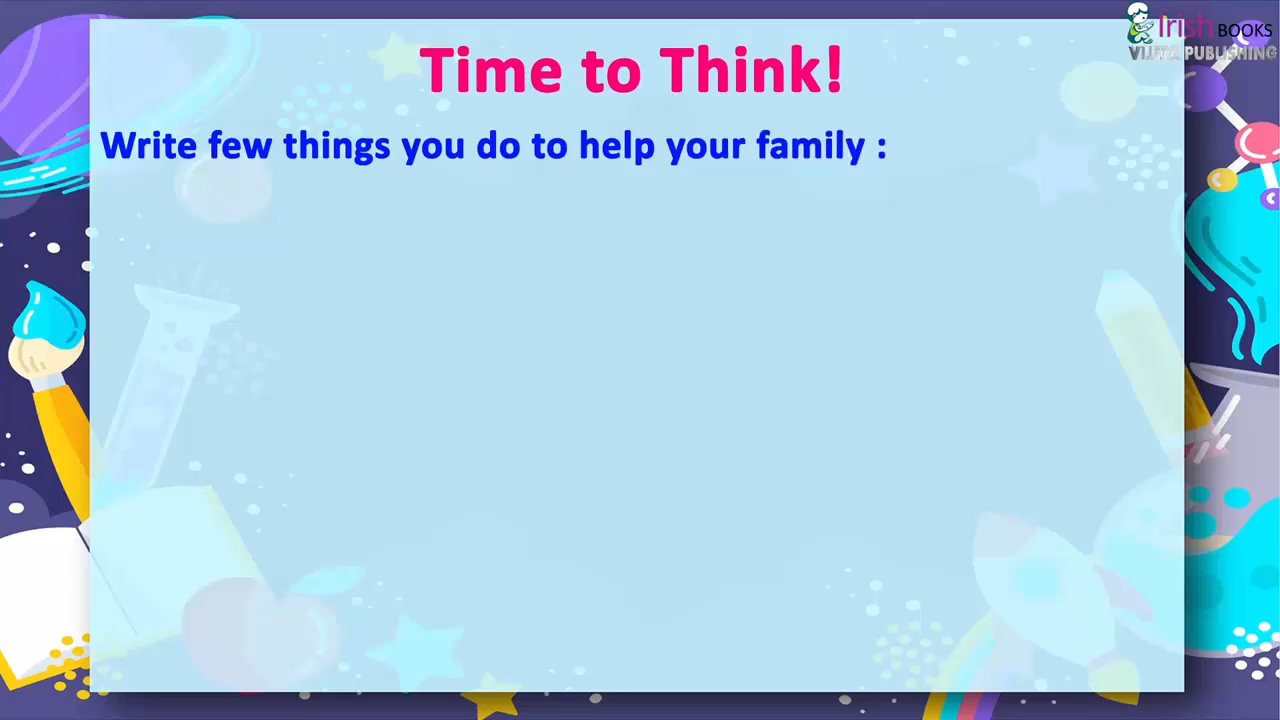 Irish BOOKS
VIJETA PUBLISHING
Time to Think!
Write few things you do to help your family :